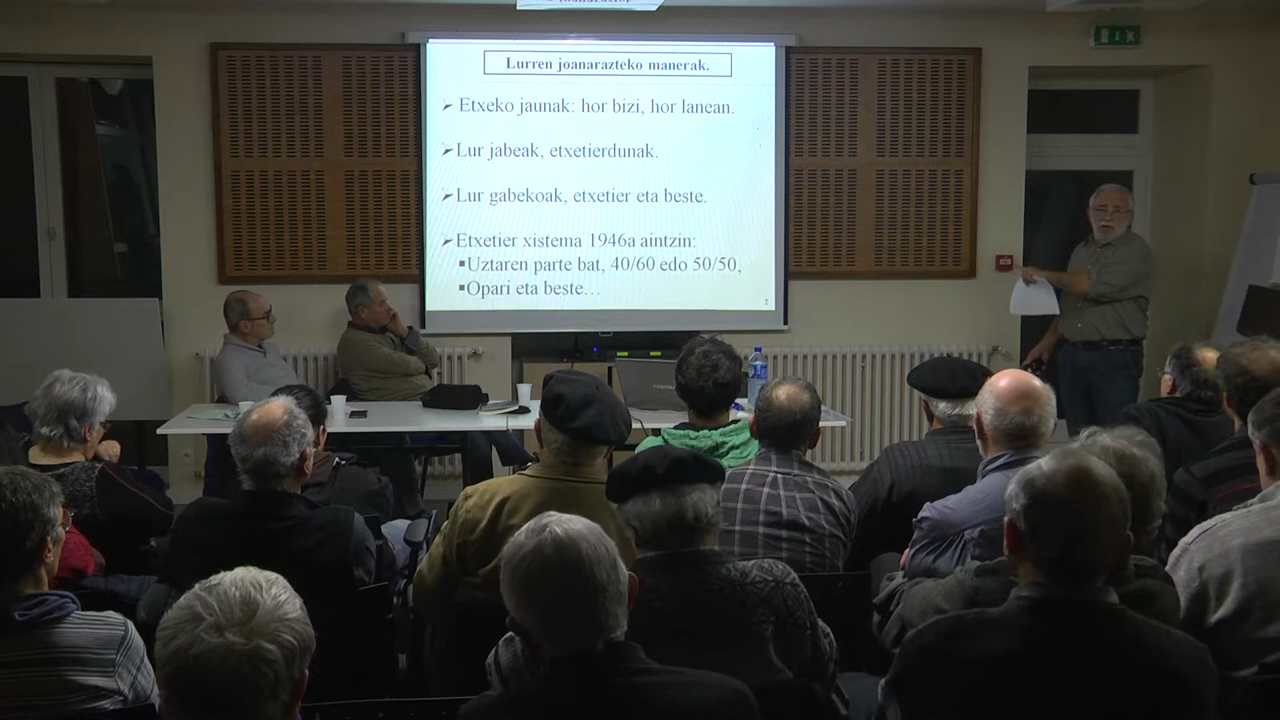 Lurren joanarazteko manerak.
➢ Etxeko jaunak: hor bizi, hor lanean.
➢ Lur jabeak, etxetierdunak.
➢ Lur gabekoak, etxetier eta beste.
➢ Etxetier xistema 1946a aintzin:
▪ Uztaren parte bat, 40/60 edo 50/50,
▪ Opari eta beste…
2
TOSHIBA